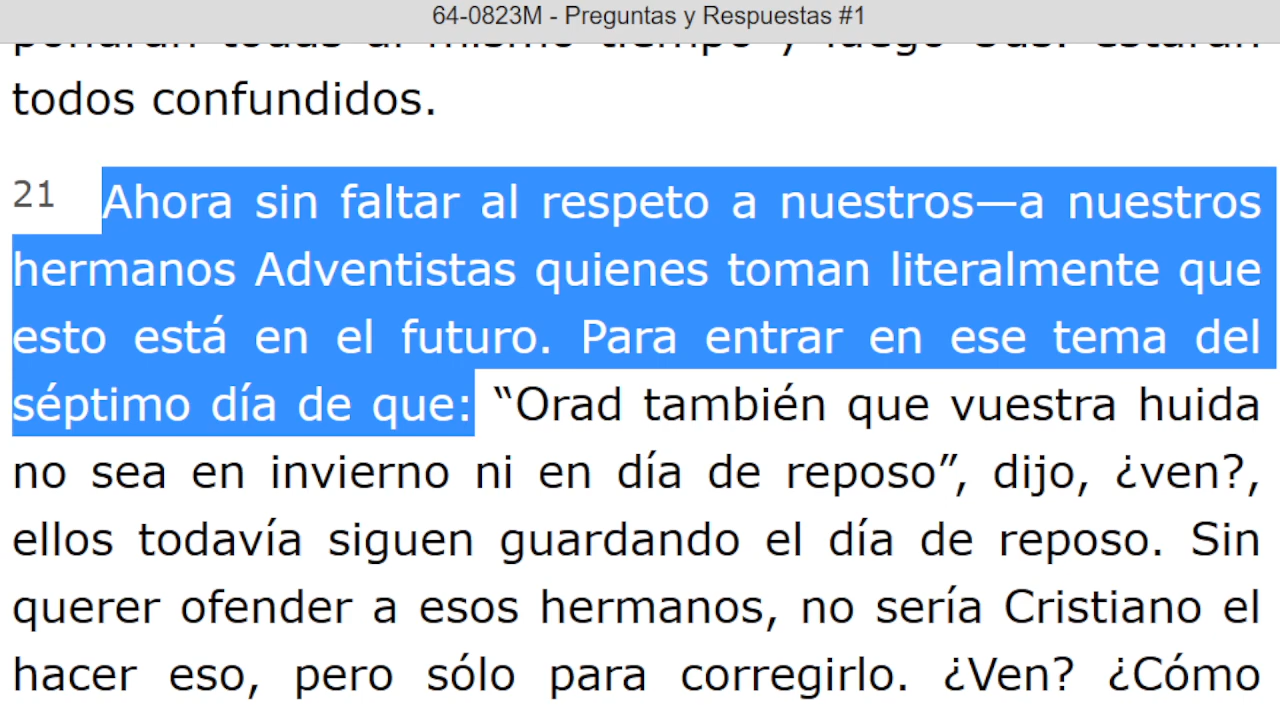 64-0823M - Preguntas y Respuestas #1
todos confundidos.
21 Ahora sin faltar al respeto a nuestros—a nuestros
hermanos Adventistas quienes toman literalmente que
esto está en el futuro. Para entrar en ese tema del
séptimo día de que: “Orad también que vuestra huida
no sea en invierno ni en día de reposo”, dijo, ¿ven?,
ellos todavía siguen guardando el día de reposo. Sin
querer ofender a esos hermanos, no sería Cristiano el
hacer eso, pero sólo para corregirlo. ¿Ven? ¿Cómo